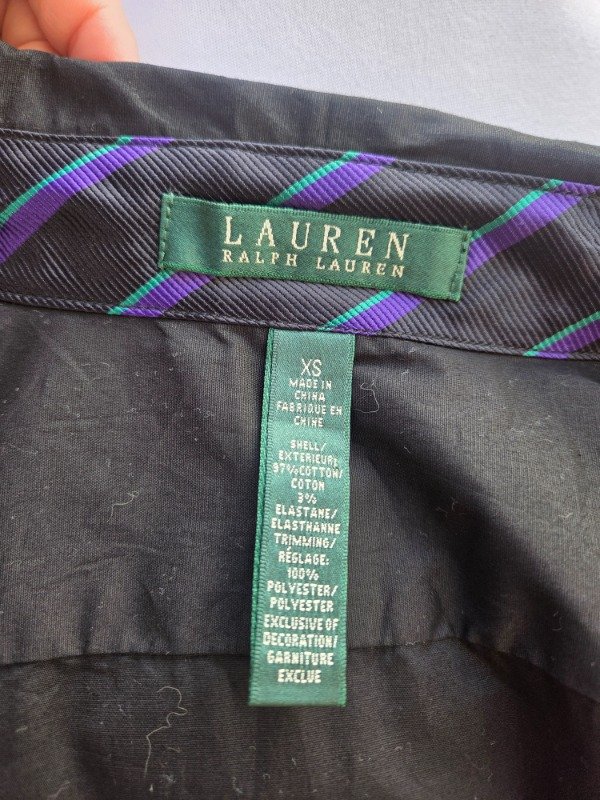 LAUREN
RALPH LAUREN
XS
MADE IN
CHINA
FABRIQUE EN
CHINE
SHELL/
EXTERIEUR:
97%COTTON/
COTON
3%
ELASTANE/
ELASTHANNE
TRIMMING/
RÉGLAGE:
100%
POLYESTER/
POLYESTER
EXCLUSIVE OF
DECORATION/
GARNITURE
EXCLUE